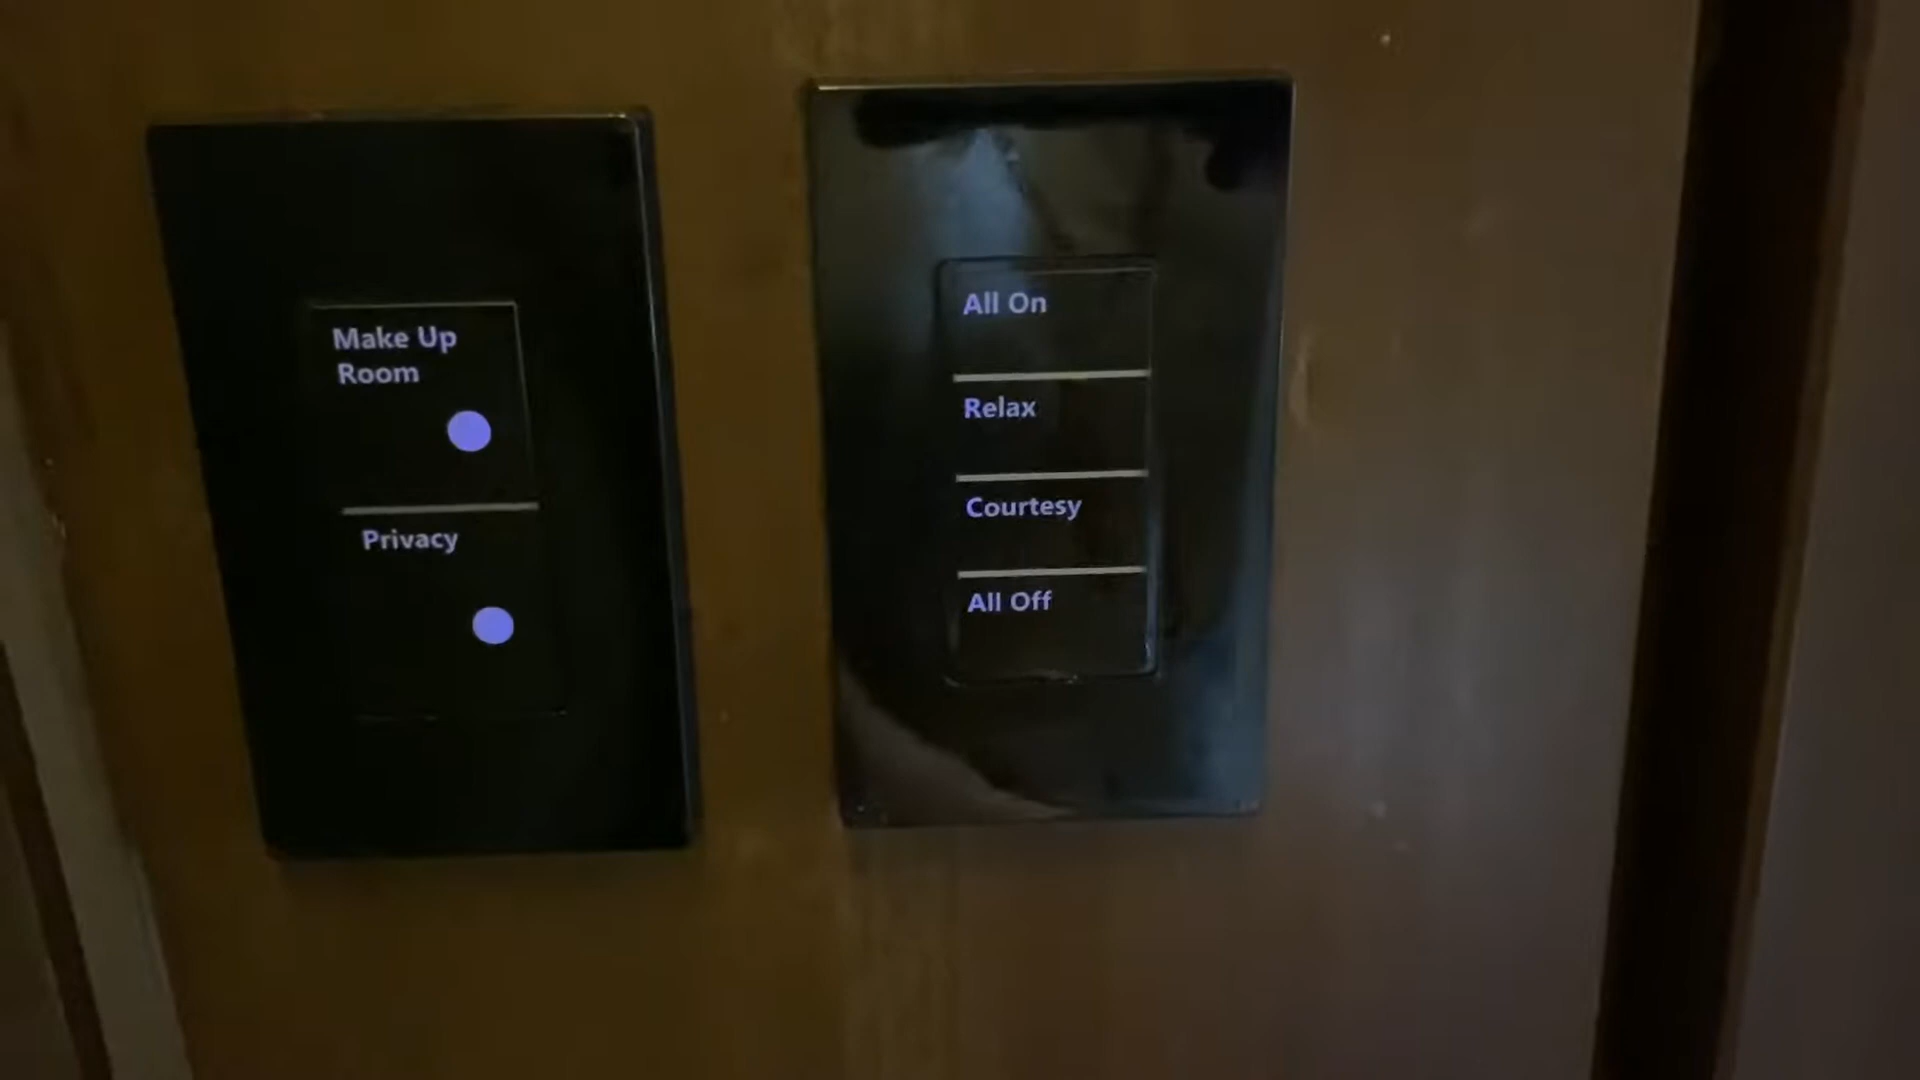 Make Up
Room
Privacy
All On
Relax
Courtesy
All Off